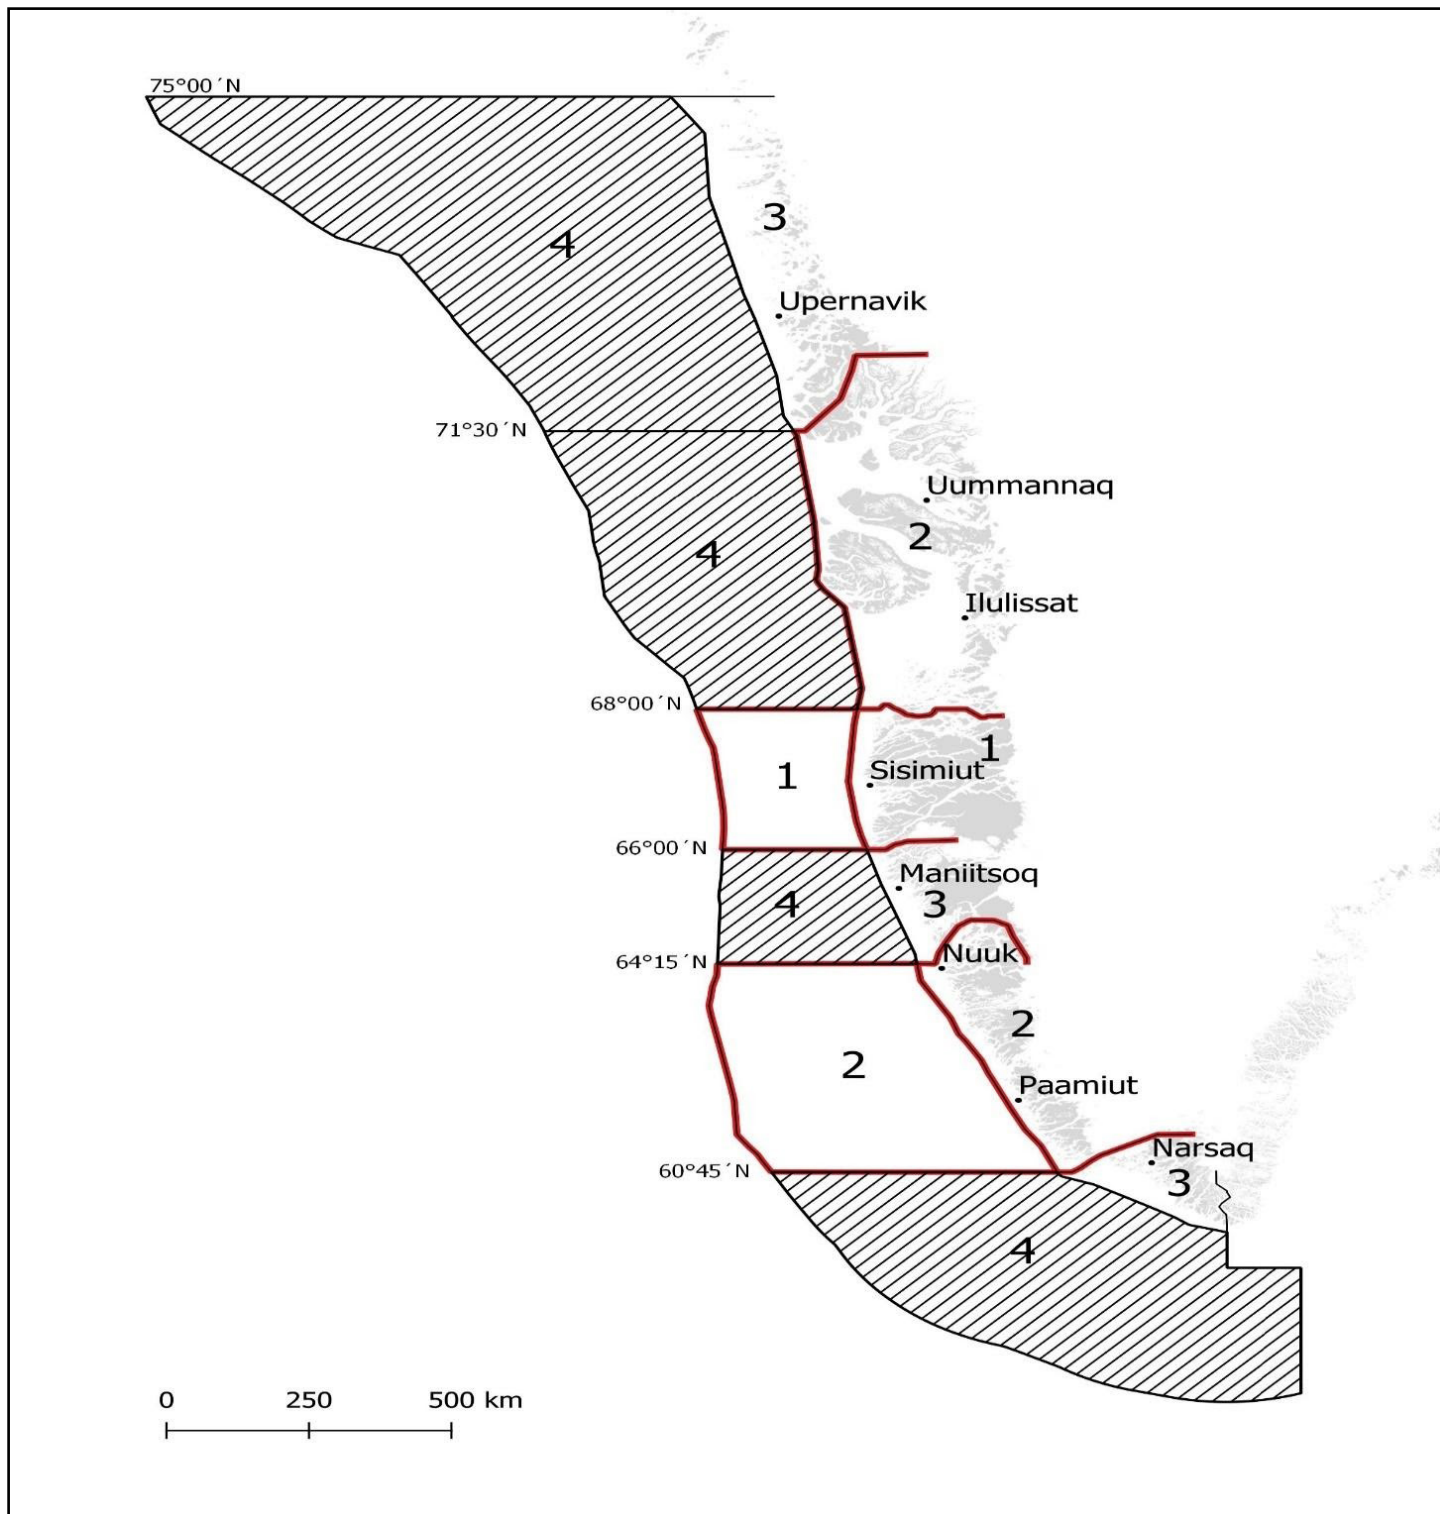 75°00´N
3
4
Upernavik
71°30´N
Uummannaq
2
4
Ilulissat
68°00´N
1
Sisimiut
1
66°00´N
Maniitsoq
4
3
Nuuk
64°15´N
2
2
Paamiut
Narsaq
60°45´N
3
4
0 250 500 km